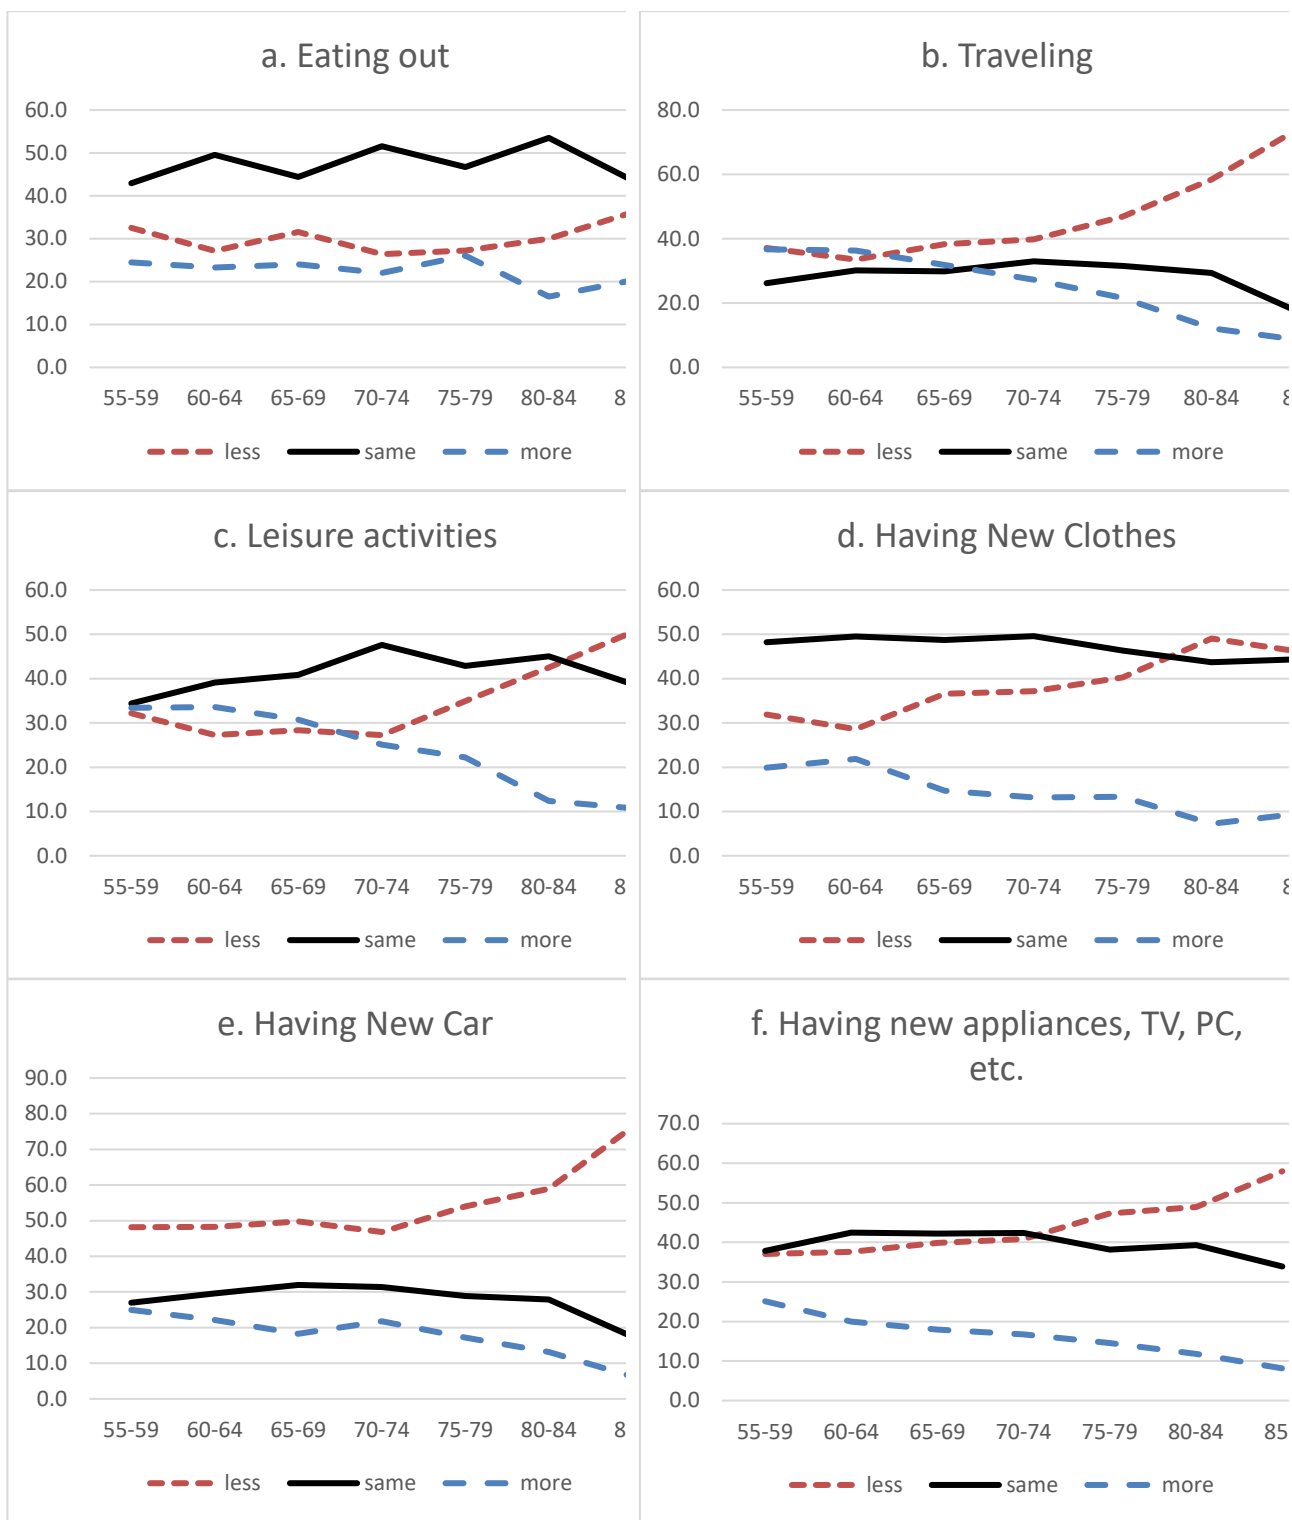 a. Eating out
60.0
50.0
40.0
30.0
20.0
10.0
0.0
55-59 60-64 65-69 70-74 75-79 80-84 8
less same more
b. Traveling
80.0
60.0
40.0
20.0
0.0
55-59 60-64 65-69 70-74 75-79 80-84 8
less same more
c. Leisure activities
60.0
50.0
40.0
30.0
20.0
10.0
0.0
55-59 60-64 65-69 70-74 75-79 80-84 8
less same more
d. Having New Clothes
60.0
50.0
40.0
30.0
20.0
10.0
0.0
55-59 60-64 65-69 70-74 75-79 80-84 8
less same more
e. Having New Car
90.0
80.0
70.0
60.0
50.0
40.0
30.0
20.0
10.0
0.0
55-59 60-64 65-69 70-74 75-79 80-84 8
less same more
f. Having new appliances, TV, PC,
etc.
70.0
60.0
50.0
40.0
30.0
20.0
10.0
0.0
55-59 60-64 65-69 70-74 75-79 80-84 85
less same more